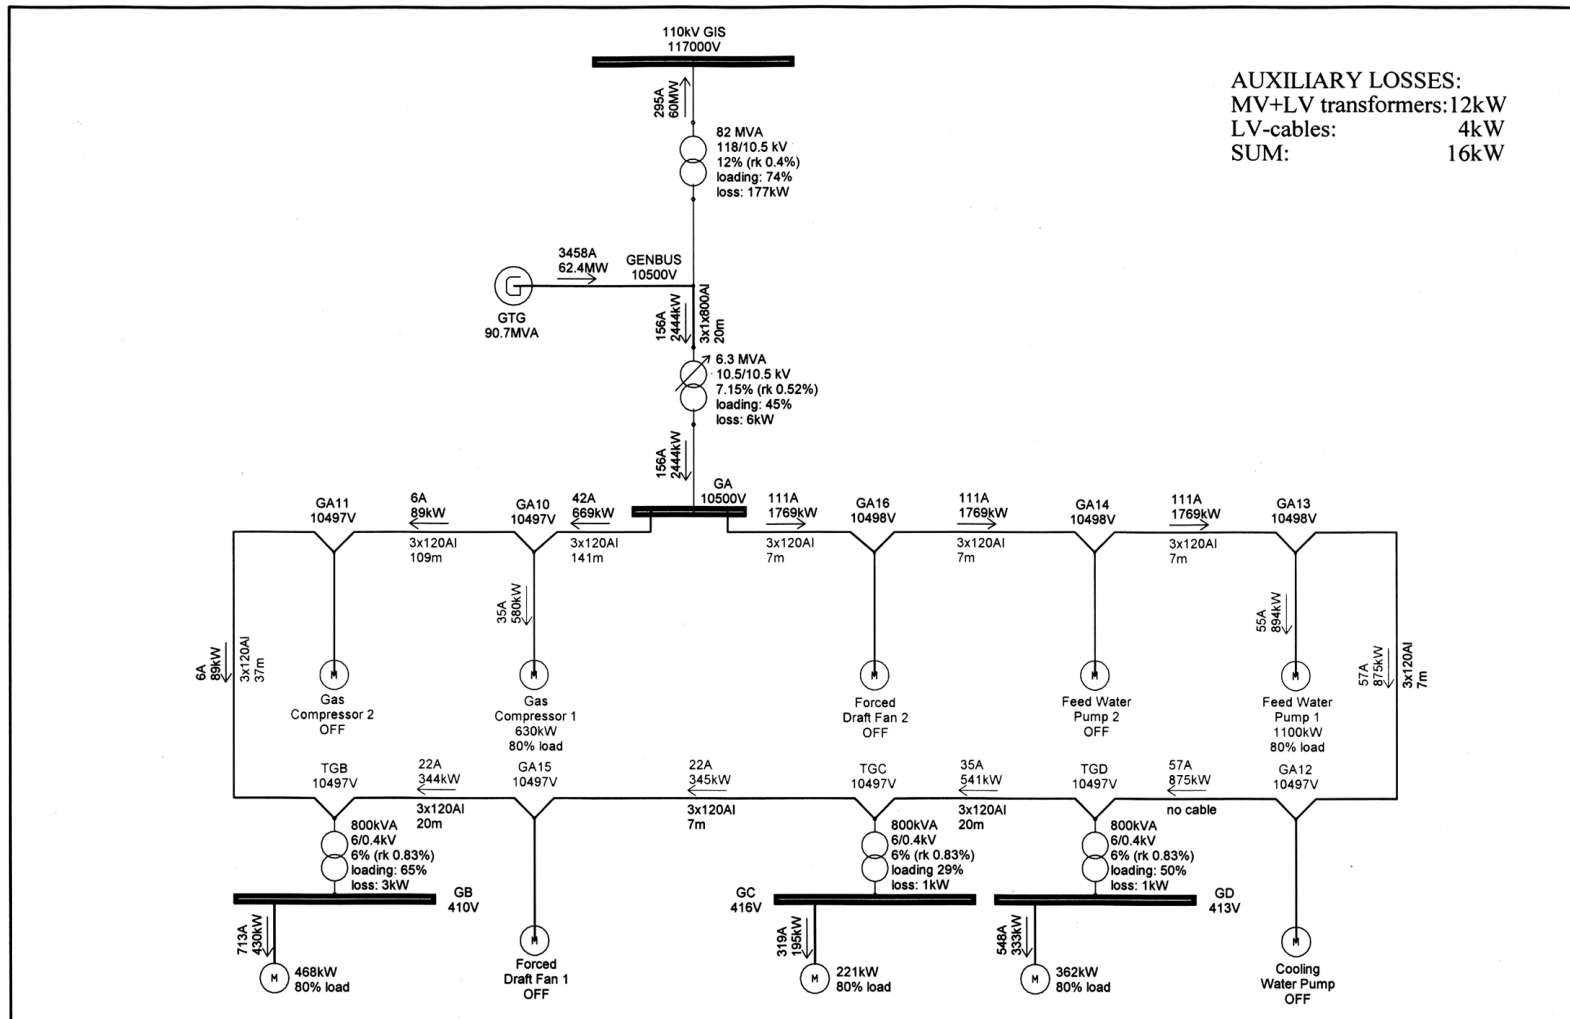 110kV GIS
117000V
AUXILIARY LOSSES:
MV+LV transformers:12kW
LV-cables: 4kW
SUM: 16kW
295A
60MW
82 MVA
118/10.5 kV
12% (rk 0.4%)
loading: 74%
loss: 177kW
3458A
62.4MW
GENBUS
10500V
G
GTG
90.7MVA
156A
2444kW
3x1x800Al
20m
6.3 MVA
10.5/10.5 kV
7.15% (rk 0.52%)
loading: 45%
loss: 6kW
156A
2444kW
GA
10500V
GA11
10497V
6A
89kW
3x120Al
109m
GA10
10497V
42A
669kW
3x120Al
141m
111A
1769kW
3x120Al
7m
GA16
10498V
111A
1769kW
3x120Al
7m
GA14
10498V
111A
1769kW
3x120Al
7m
GA13
10498V
35A
580kW
55A
894kW
6A
89kW
3x120Al
37m
57A
875kW
3x120Al
7m
M
Gas
Compressor 2
OFF
M
Gas
Compressor 1
630kW
80% load
M
Forced
Draft Fan 2
OFF
M
Feed Water
Pump 2
OFF
M
Feed Water
Pump 1
1100kW
80% load
TGB
10497V
22A
344kW
3x120Al
20m
GA15
10497V
22A
345kW
3x120Al
7m
TGC
10497V
35A
541kW
3x120Al
20m
TGD
10497V
57A
875kW
no cable
GA12
10497V
800kVA
6/0.4kV
6% (rk 0.83%)
loading: 65%
loss: 3kW
800kVA
6/0.4kV
6% (rk 0.83%)
loading 29%
loss: 1kW
800kVA
6/0.4kV
6% (rk 0.83%)
loading: 50%
loss: 1kW
GB
410V
GC
416V
GD
413V
713A
430kW
M
468kW
80% load
M
Forced
Draft Fan 1
OFF
319A
195kW
M
221kW
80% load
548A
333kW
M
362kW
80% load
M
Cooling
Water Pump
OFF